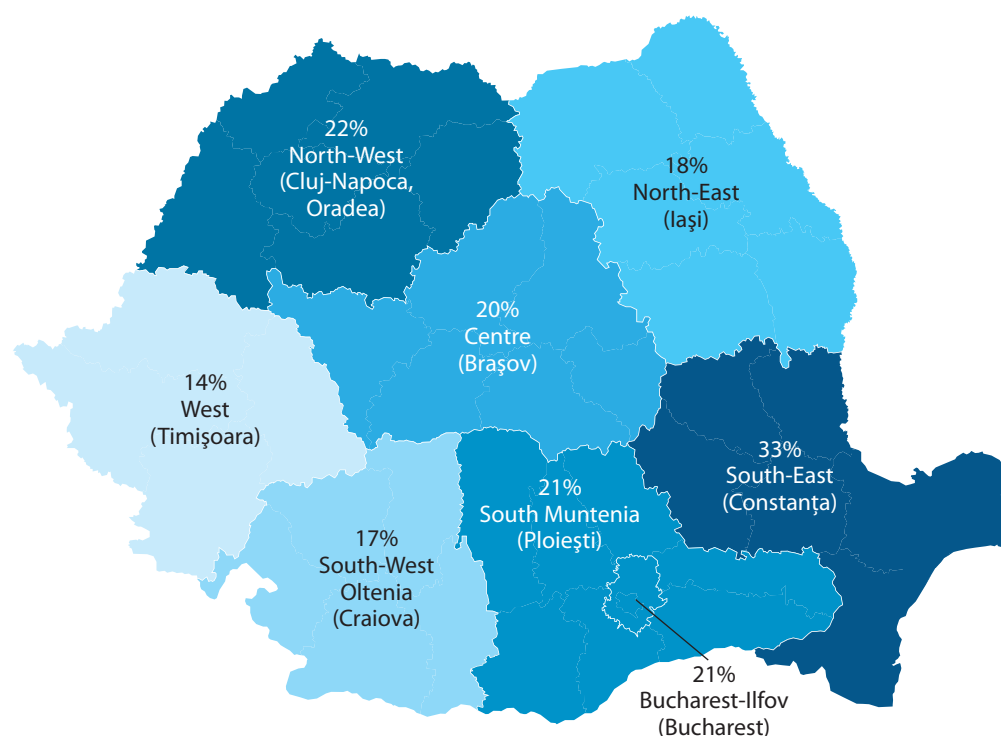 22%
North-West
(Cluj-Napoca,
Oradea)
18%
North-East
(Iaşi)
20%
Centre
(Braşov)
14%
West
(Timişoara)
33%
South-East
(Constanța)
21%
South Muntenia
(Ploieşti)
17%
South-West
Oltenia
(Craiova)
21%
Bucharest-Ilfov
(Bucharest)